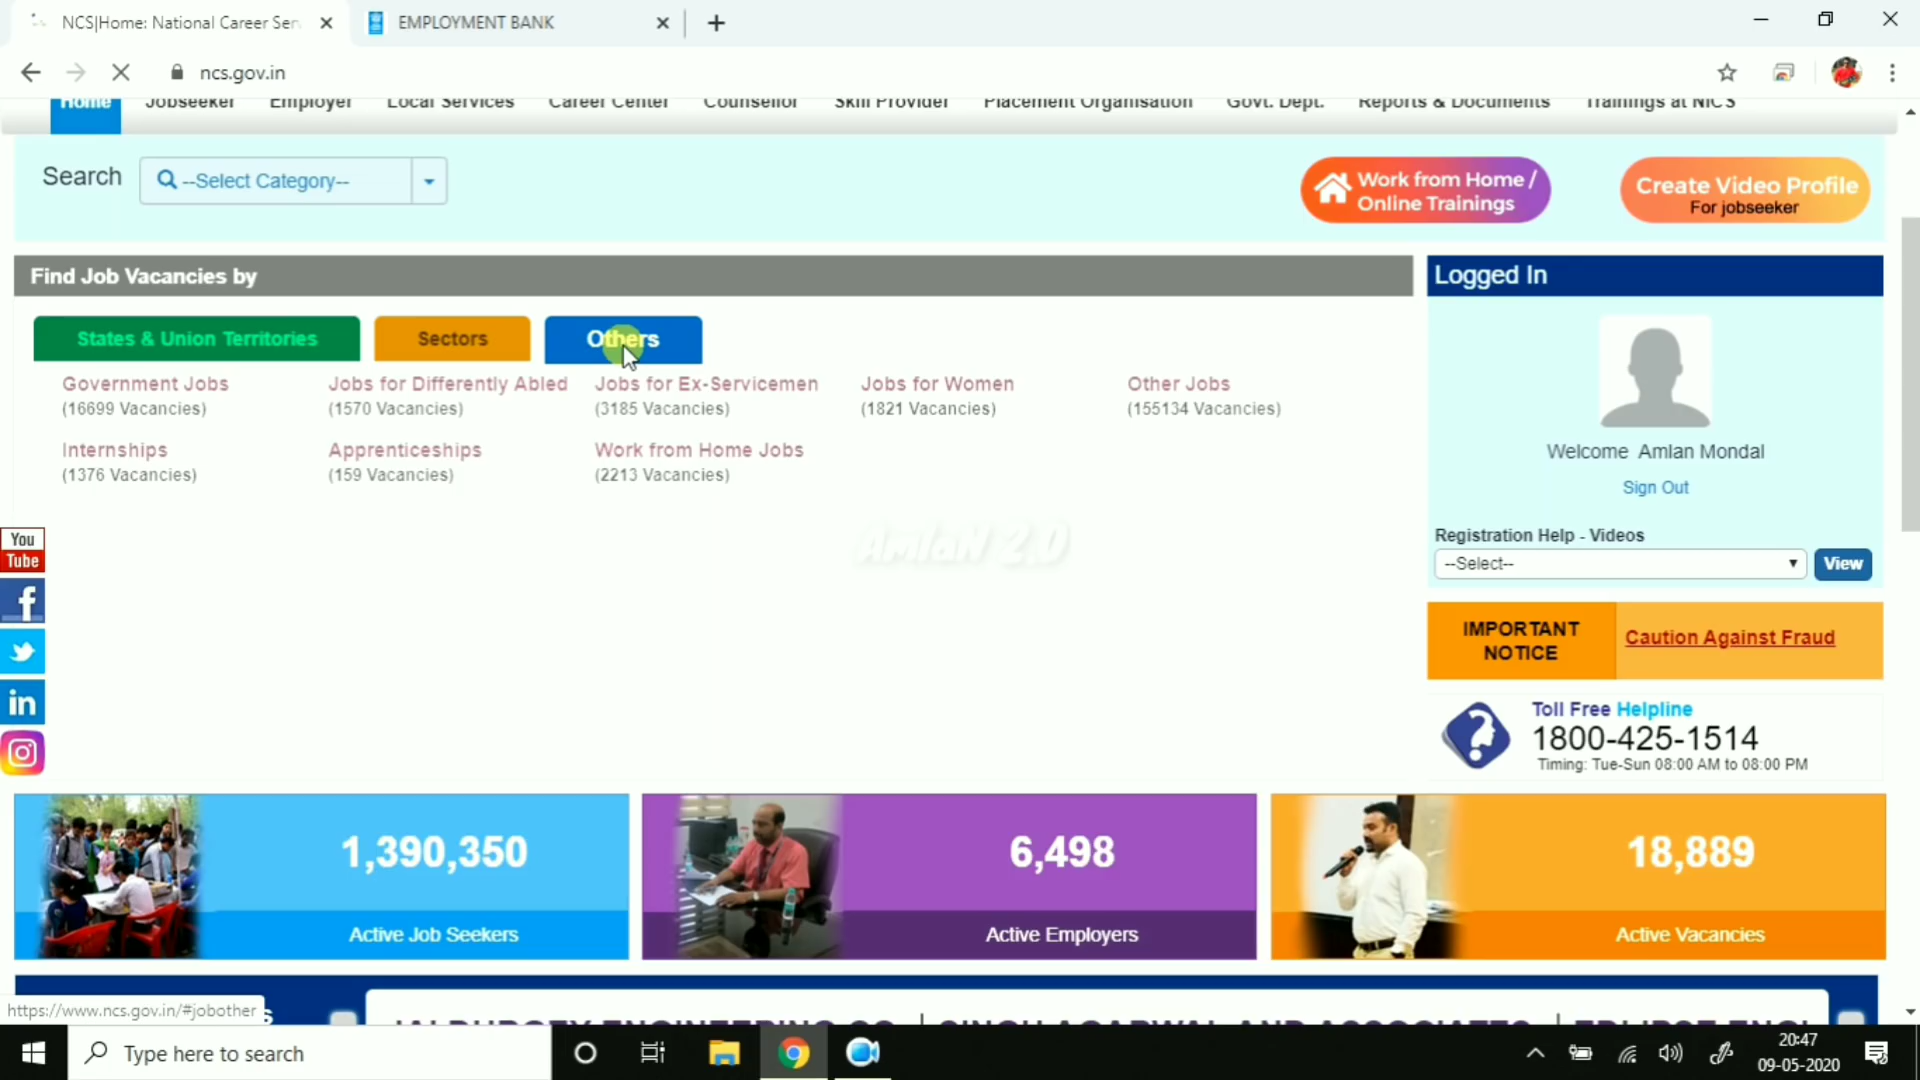 NCS|Home: National Career Ser
EMPLOYMENT BANK
ncs.gov.in
Home Jobseeker Employer Local Services Career Center Counsellor Skill Provider Placement Organisation Govt. Dept. Reports & Documents Trainings at NICS
Search
--Select Category--
Work from Home /
Online Trainings
Create Video Profile
For jobseeker
Find Job Vacancies by
Logged In
States & Union Territories Sectors Others
Government Jobs Jobs for Differently Abled Jobs for Ex-Servicemen Jobs for Women Other Jobs
(16699 Vacancies) (1570 Vacancies) (3185 Vacancies) (1821 Vacancies) (155134 Vacancies)
Internships Apprenticeships Work from Home Jobs
(1376 Vacancies) (159 Vacancies) (2213 Vacancies)
Welcome Amlan Mondal
Sign Out
AmlaN 2.0
Registration Help - Videos
--Select--
View
You
Tube
f
in
IMPORTANT
NOTICE
Caution Against Fraud
Toll Free Helpline
1800-425-1514
Timing: Tue-Sun 08:00 AM to 08:00 PM
1,390,350
Active Job Seekers
6,498
Active Employers
18,889
Active Vacancies
https://www.ncs.gov.in/#jobother
Type here to search
20:47
09-05-2020